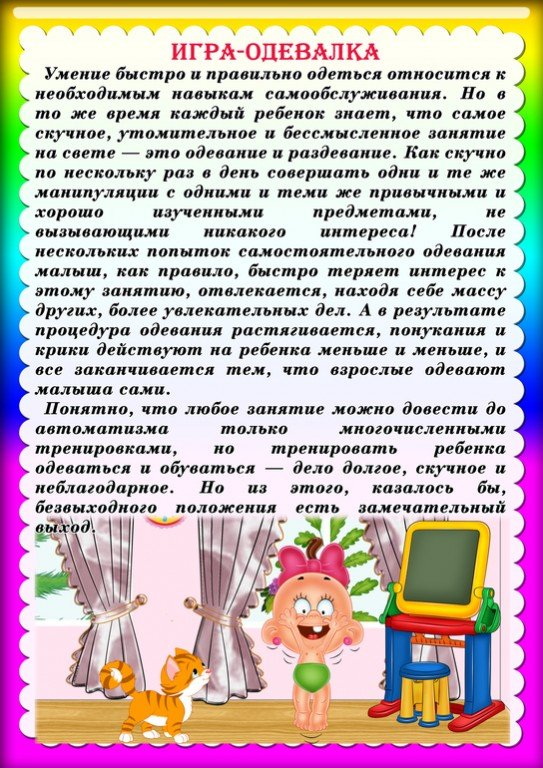 ИГРА-ОДЕВАЛКА
Умение быстро и правильно одеться относится к
необходимым навыкам самообслуживания. Но в
то же время каждый ребенок знает, что самое
скучное, утомительное и бессмысленное занятие
на свете — это одевание и раздевание. Как скучно
по нескольку раз в день совершать одни и те же
манипуляции с одними и теми же привычными и
хорошо изученными предметами, не
вызывающими никакого интереса! После
нескольких попыток самостоятельного одевания
малыш, как правило, быстро теряет интерес к
этому занятию, отвлекается, находя себе массу
других, более увлекательных дел. А в результате
процедура одевания растягивается, понукания и
крики действуют на ребенка меньше и меньше, и
все заканчивается тем, что взрослые одевают
малыша сами.
Понятно, что любое занятие можно довести до
автоматизма только многочисленными
тренировками, но тренировать ребенка
одеваться и обуваться — дело долгое, скучное и
неблагодарное. Но из этого, казалось бы,
безвыходного положения есть замечательный
выход.